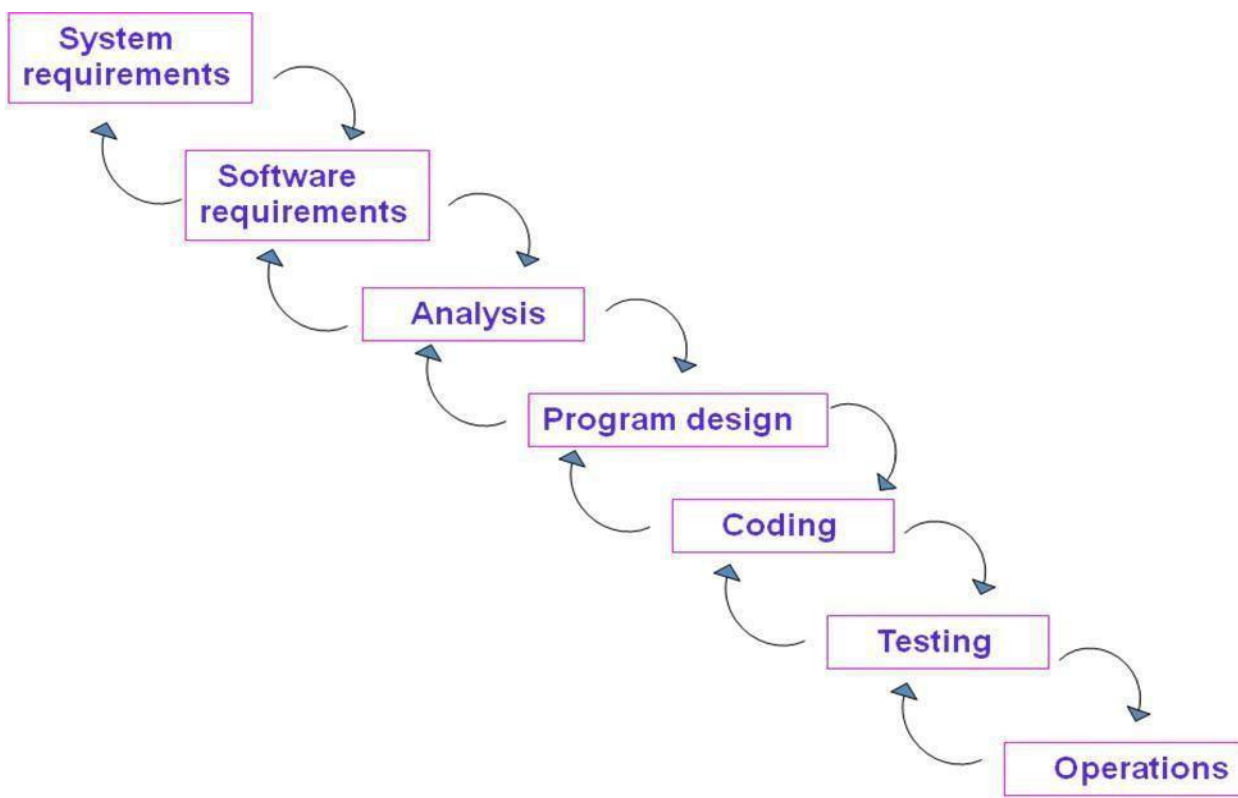 System
requirements
Software
requirements
Analysis
Program design
Coding
Testing
Operations